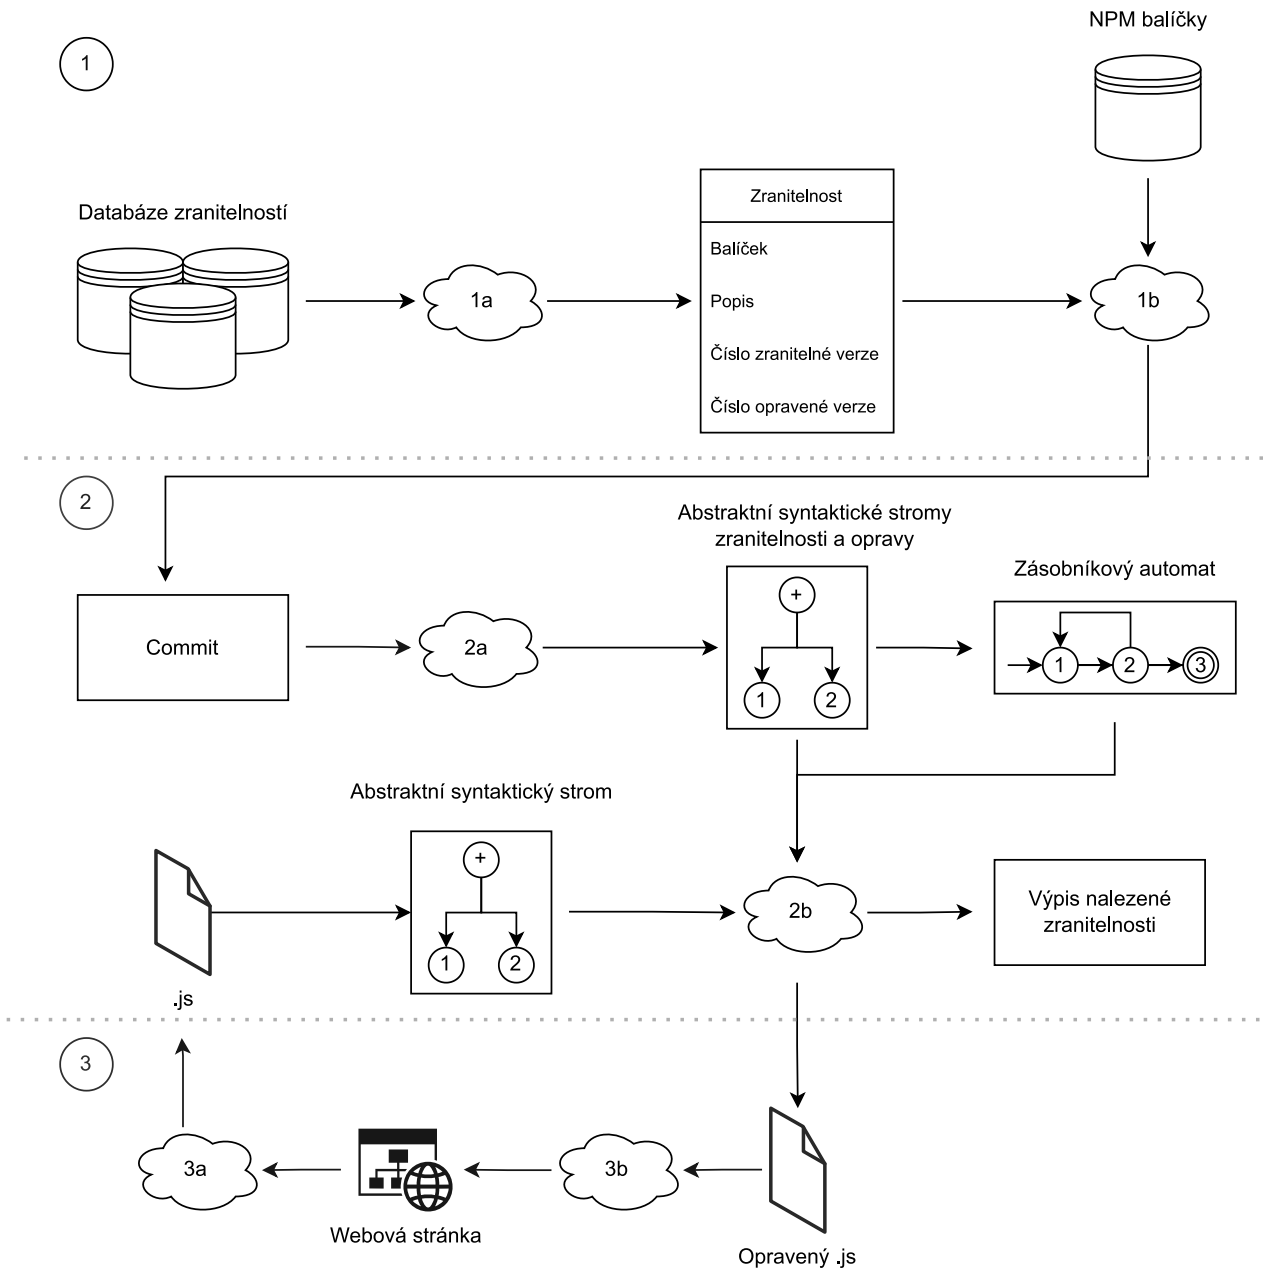 NPM balíčky
1
Databáze zranitelností
1a
Zranitelnost
Balíček
Popis
Číslo zranitelné verze
Číslo opravené verze
1b
2
Abstraktní syntaktické stromy
zranitelnosti a opravy
Zásobníkový automat
Commit
2a
+
1
2
1
2
3
Abstraktní syntaktický strom
+
1
2
2b
Výpis nalezené
zranitelnosti
.js
3
3a
3b
Webová stránka
Opravený .js